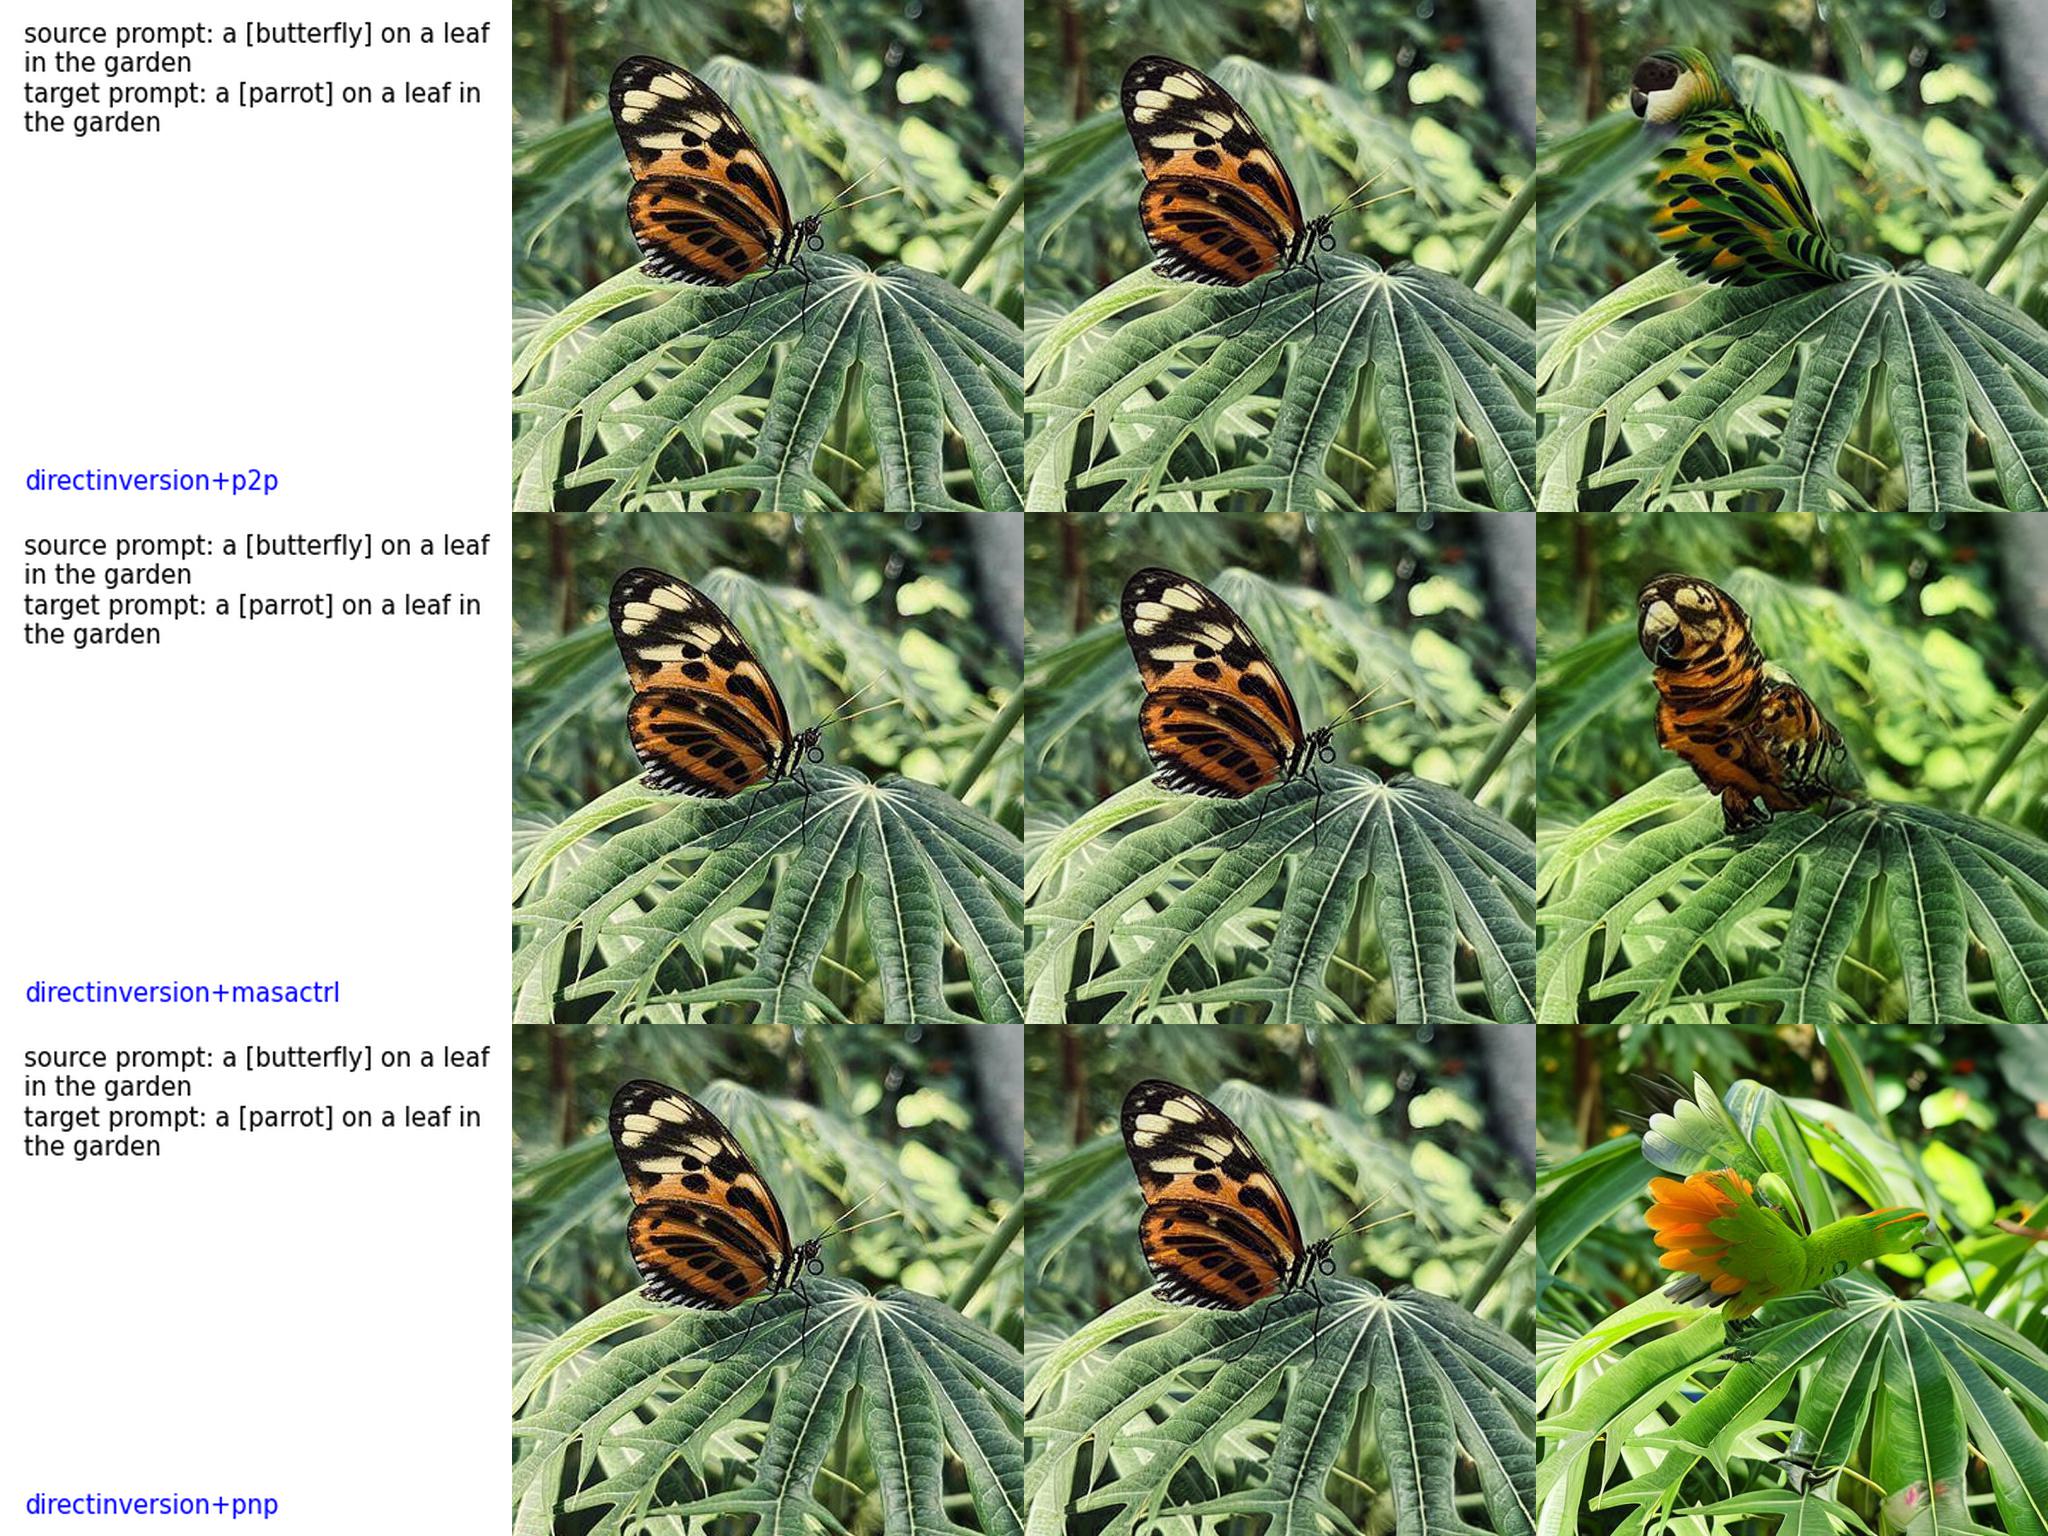 source prompt: a [butterfly] on a leaf
in the garden
target prompt: a [parrot] on a leaf in
the garden
directinversion+p2p
source prompt: a [butterfly] on a leaf
in the garden
target prompt: a [parrot] on a leaf in
the garden
directinversion+masactrl
source prompt: a [butterfly] on a leaf
in the garden
target prompt: a [parrot] on a leaf in
the garden
directinversion+pnp